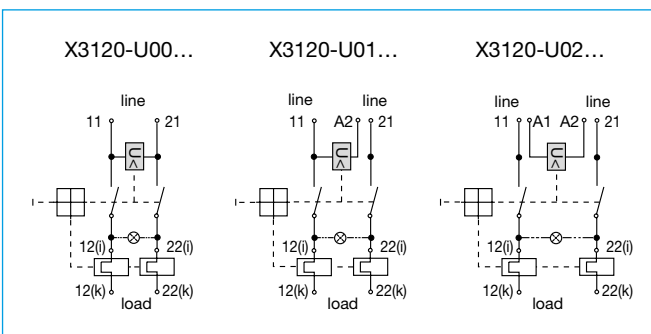 X3120-U00...
X3120-U01...
X3120-U02...
line
11
21
U<
12(i)
22(i)
12(k)
22(k)
load
line
line
11
A2
21
U<
12(i)
22(i)
12(k)
22(k)
load
line
line
11
A1
A2
21
U<
12(i)
22(i)
12(k)
22(k)
load